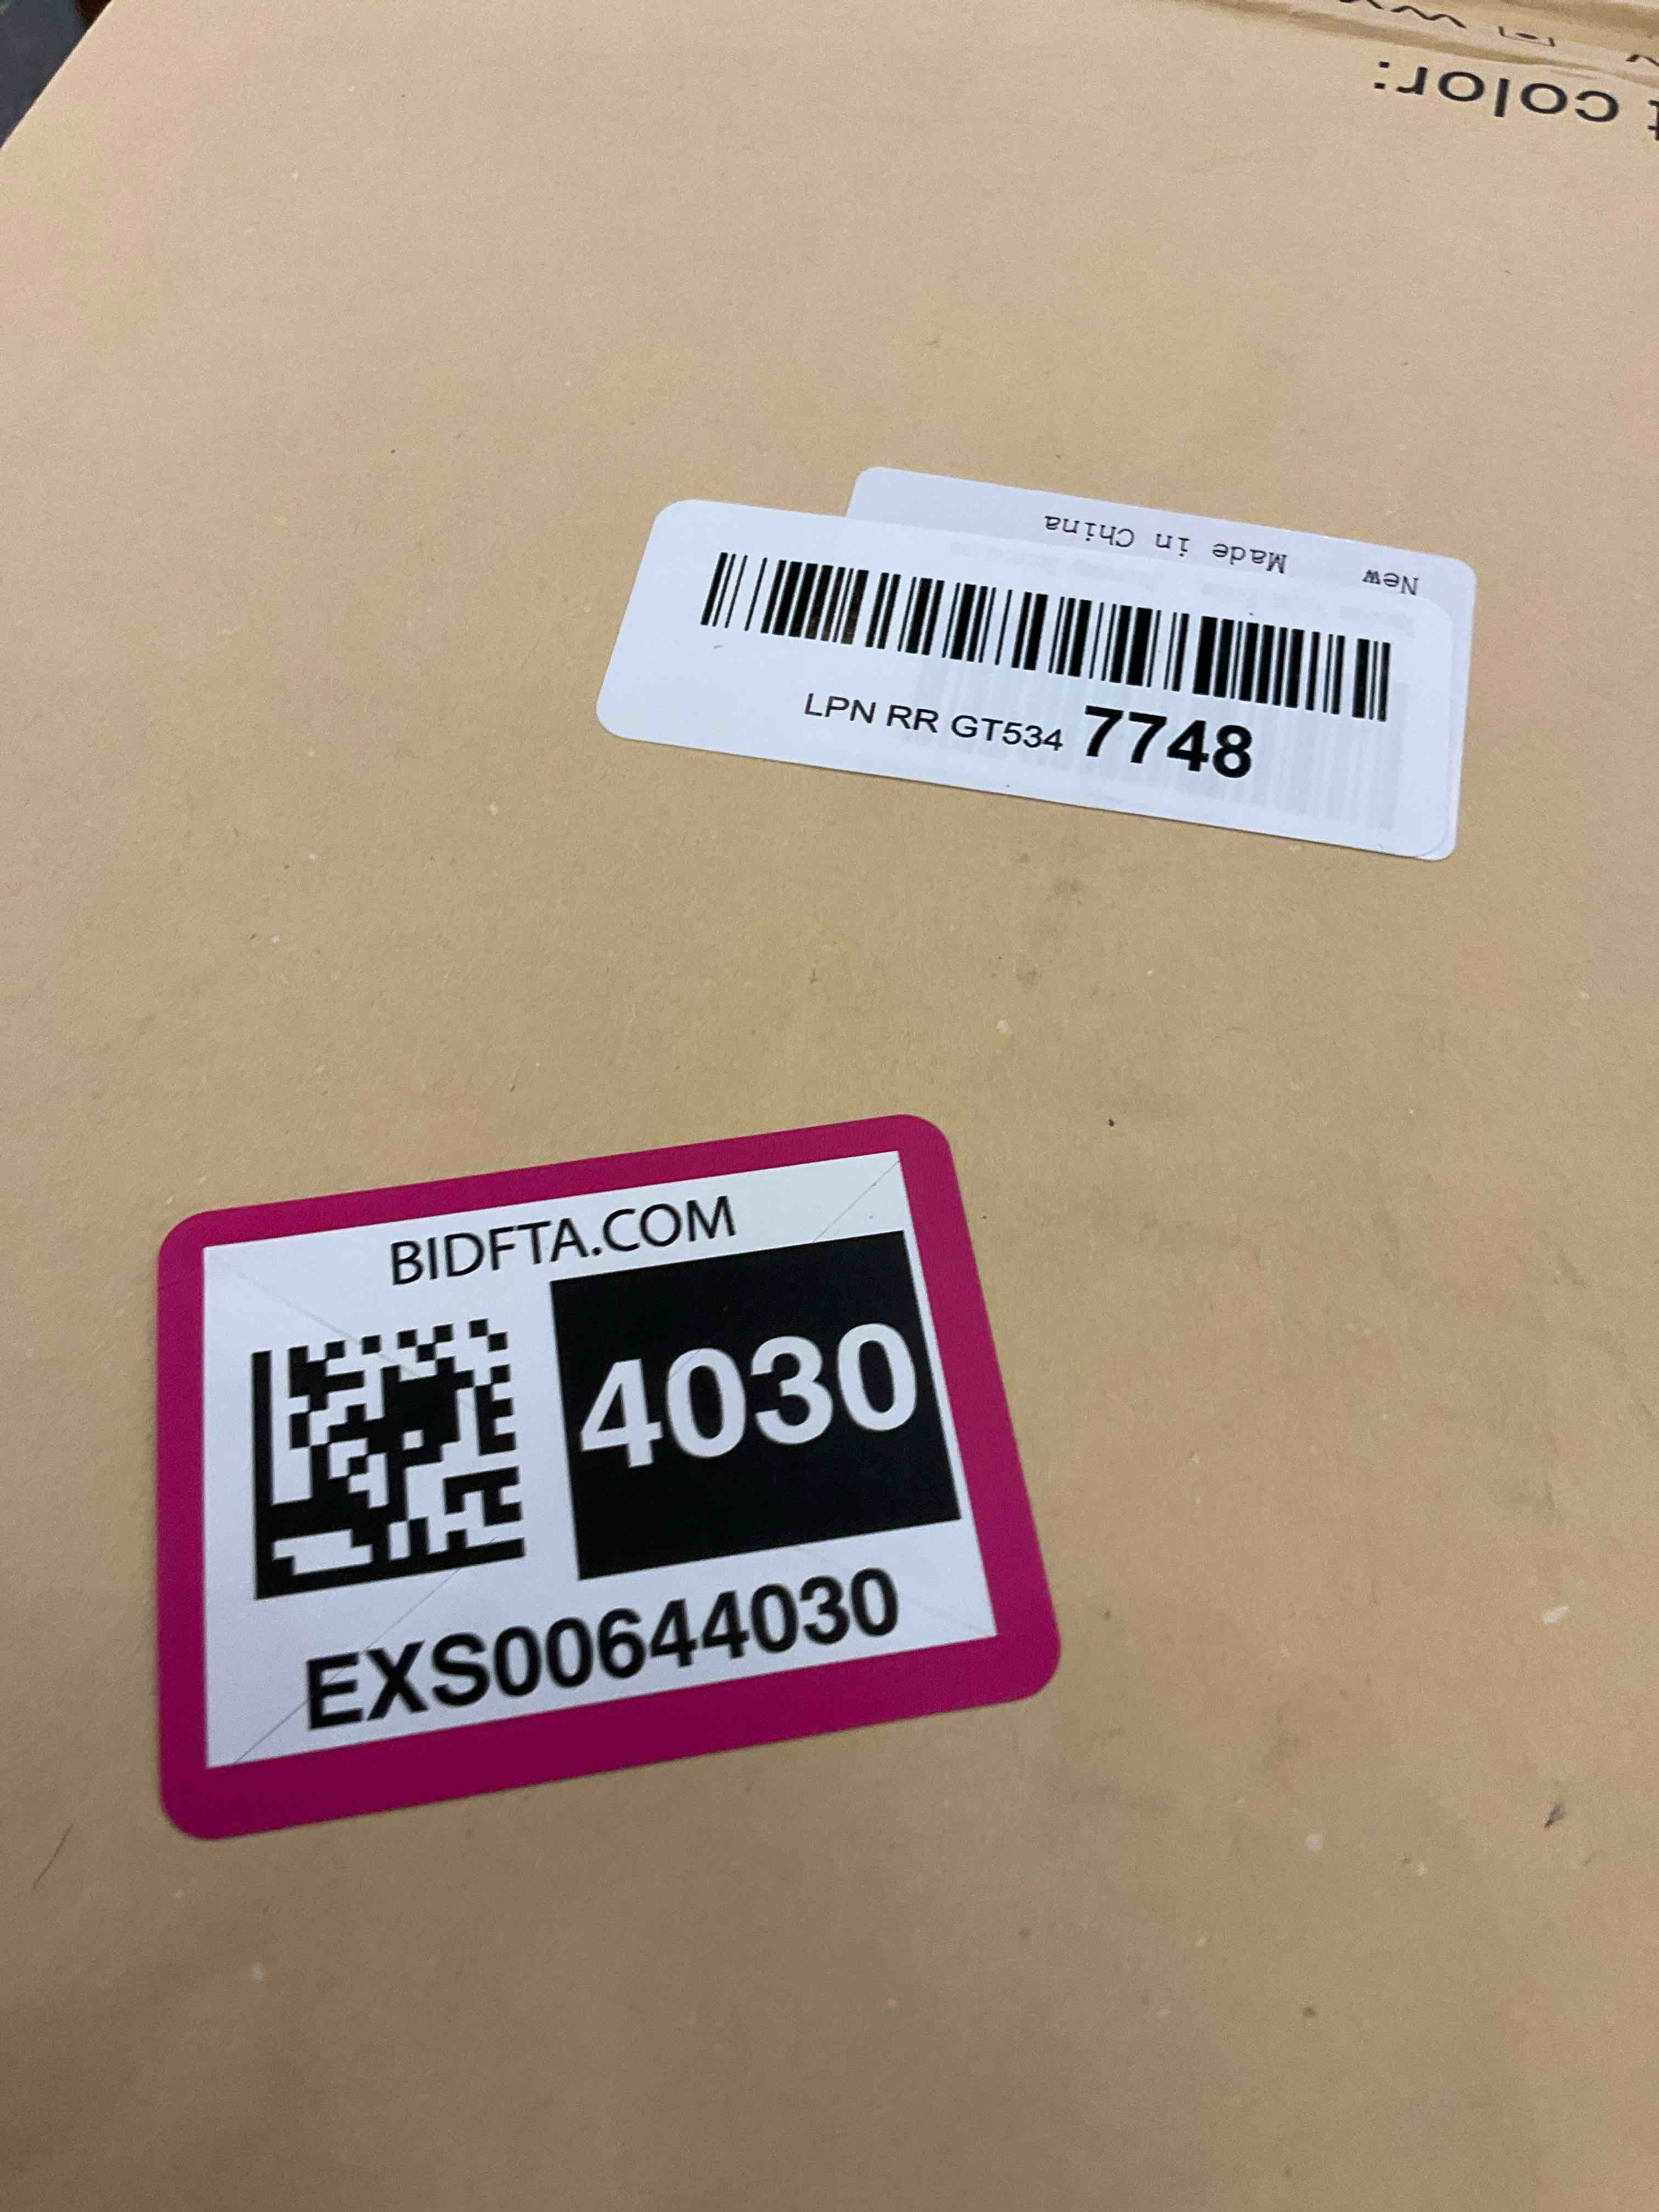 t color:
New Made in China
LPN RR GT534 7748
BIDFTA.COM
4030
EXS00644030